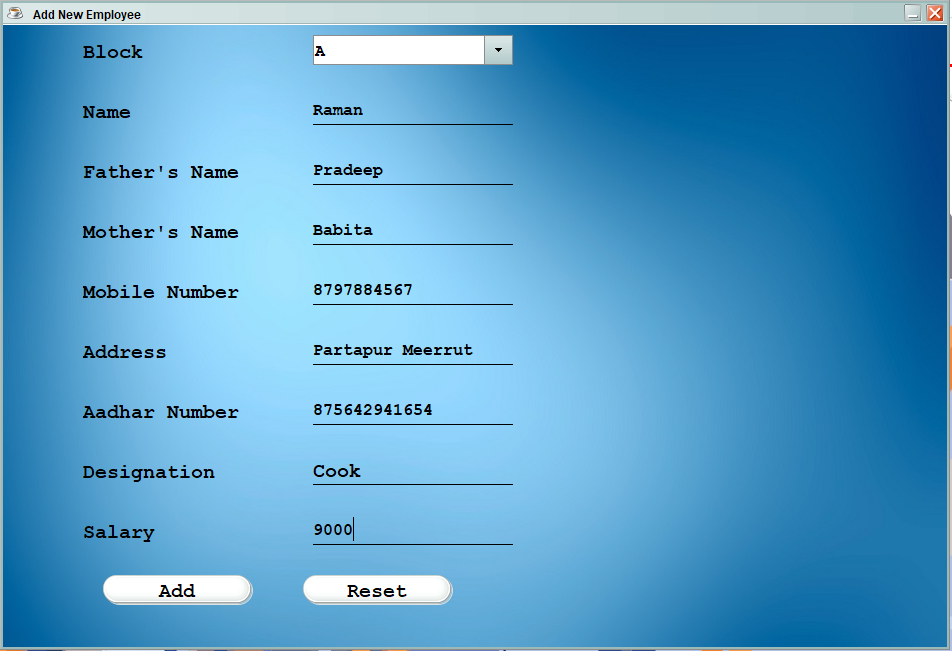 Add New Employee
Block A
Name Raman
Father's Name Pradeep
Mother's Name Babita
Mobile Number 8797884567
Address Partapur Meerrut
Aadhar Number 875642941654
Designation Cook
Salary 9000
Add Reset